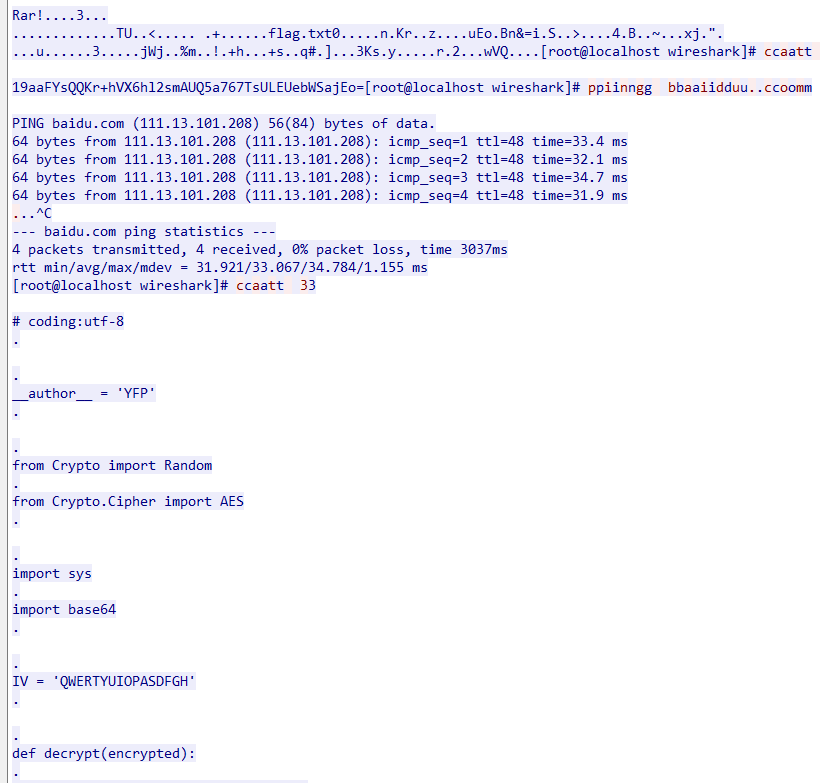 Rar!....3...
.............TU..<..... .+......flag.txt0.....n.Kr..z....uEo.Bn&=i.S..>....4.B..~...xj.".
...u......3.....jWj..%m..!.+h...+s..q#.]...3Ks.y.....r.2...wVQ....[root@localhost wireshark]# ccaatt
19aaFYsQQKr+hVX6hl2smAUQ5a767TsULEUebWSajEo=[root@localhost wireshark]# ppiinngg  bbaaiidduu..ccoomm
PING baidu.com (111.13.101.208) 56(84) bytes of data.
64 bytes from 111.13.101.208 (111.13.101.208): icmp_seq=1 ttl=48 time=33.4 ms
64 bytes from 111.13.101.208 (111.13.101.208): icmp_seq=2 ttl=48 time=32.1 ms
64 bytes from 111.13.101.208 (111.13.101.208): icmp_seq=3 ttl=48 time=34.7 ms
64 bytes from 111.13.101.208 (111.13.101.208): icmp_seq=4 ttl=48 time=31.9 ms
...^C
--- baidu.com ping statistics ---
4 packets transmitted, 4 received, 0% packet loss, time 3037ms
rtt min/avg/max/mdev = 31.921/33.067/34.784/1.155 ms
[root@localhost wireshark]# ccaatt  33
# coding:utf-8
.
.
__author__ = 'YFP'
.
.
from Crypto import Random
.
from Crypto.Cipher import AES
.
.
import sys
.
import base64
.
.
IV = 'QWERTYUIOPASDFGH'
.
.
def decrypt(encrypted):
.